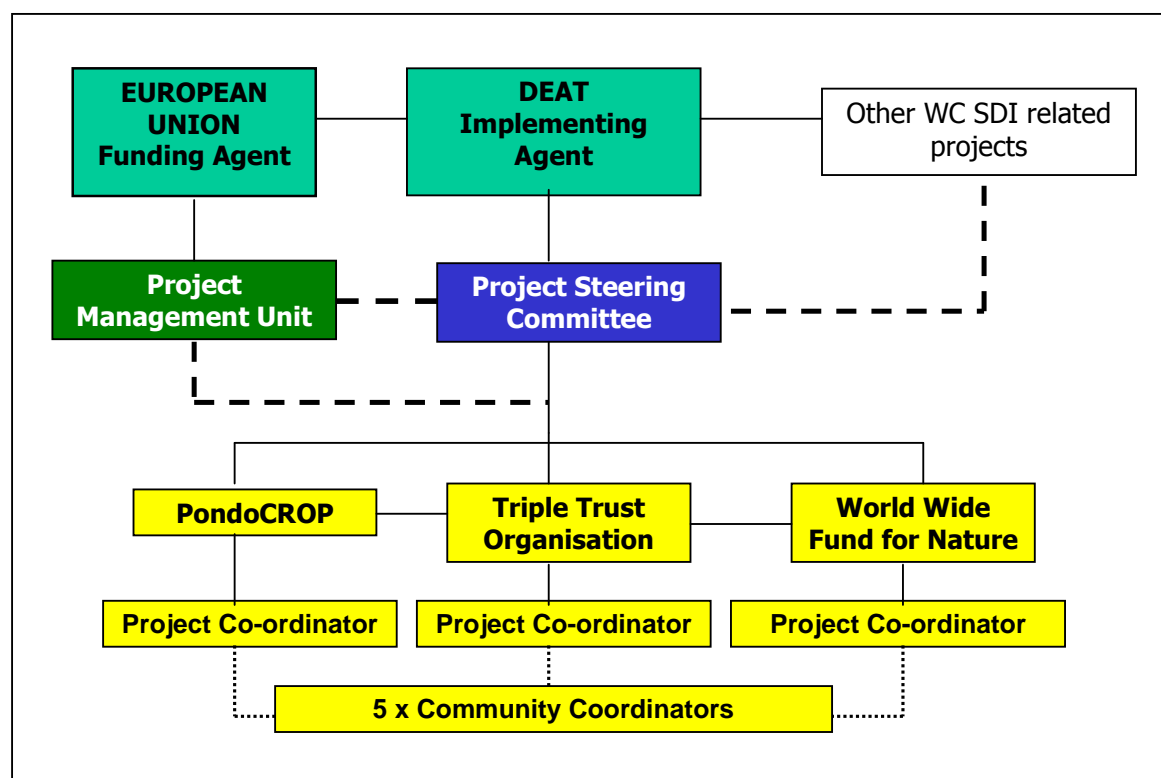 EUROPEAN
UNION
Funding Agent
DEAT
Implementing
Agent
Other WC SDI related
projects
Project
Management Unit
Project Steering
Committee
PondoCROP
Triple Trust
Organisation
World Wide
Fund for Nature
Project Co-ordinator
Project Co-ordinator
Project Co-ordinator
5 x Community Coordinators